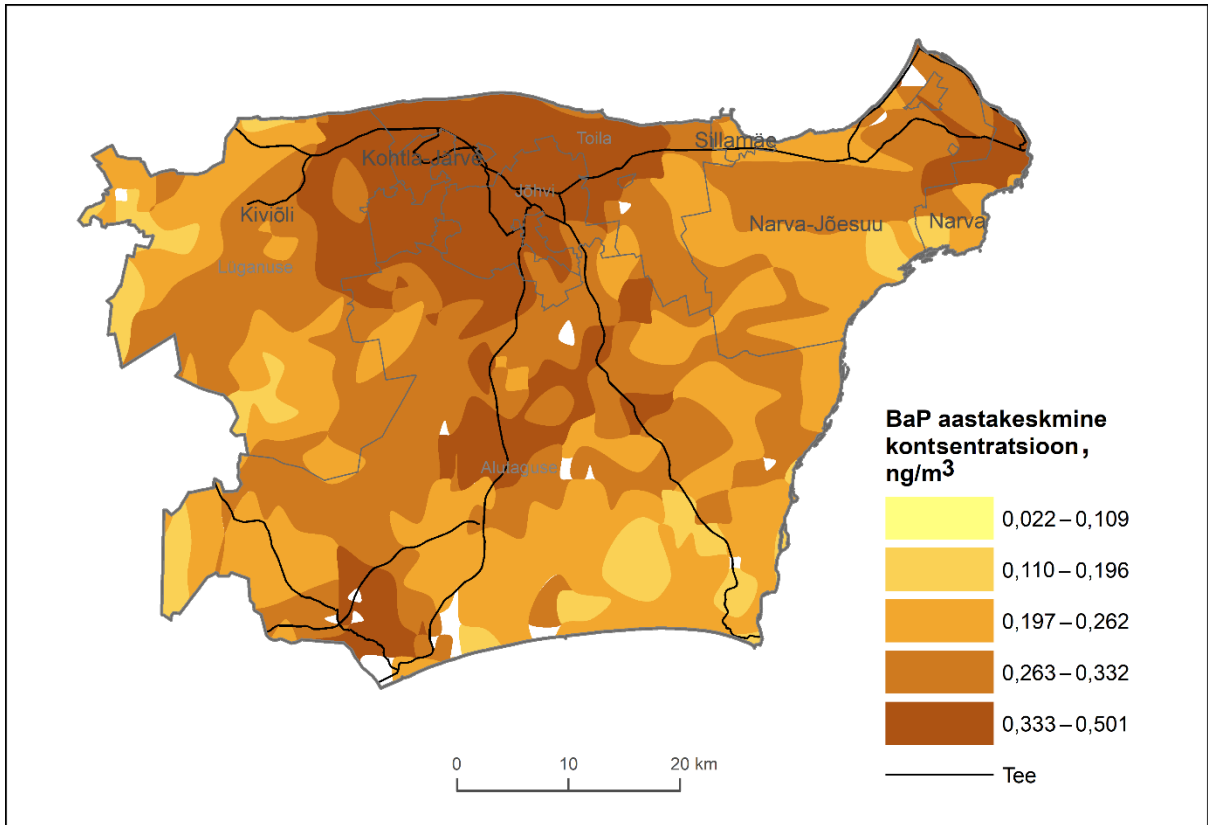 Toila
Sillamäe
Kohtla-Järve
Jõhvi
Kiviõli
Narva-Jõesuu
Narva
Lüganuse
Alutaguse
BaP aastakeskmine
kontsentratsioon,
ng/m³
0,022 – 0,109
0,110 – 0,196
0,197 – 0,262
0,263 – 0,332
0,333 – 0,501
Tee
0 10 20 km